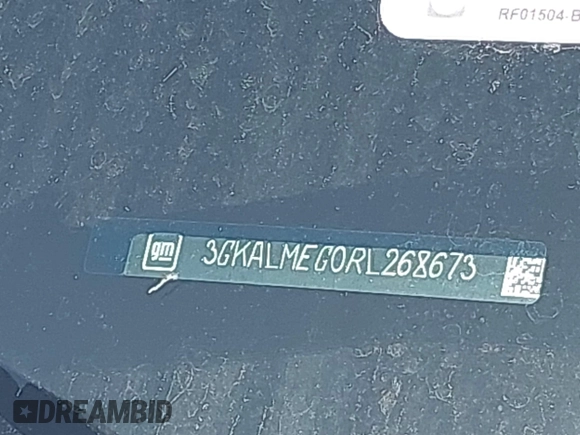 RF01504-B
gm
3GKALMEG0RL268673
DREAMBID